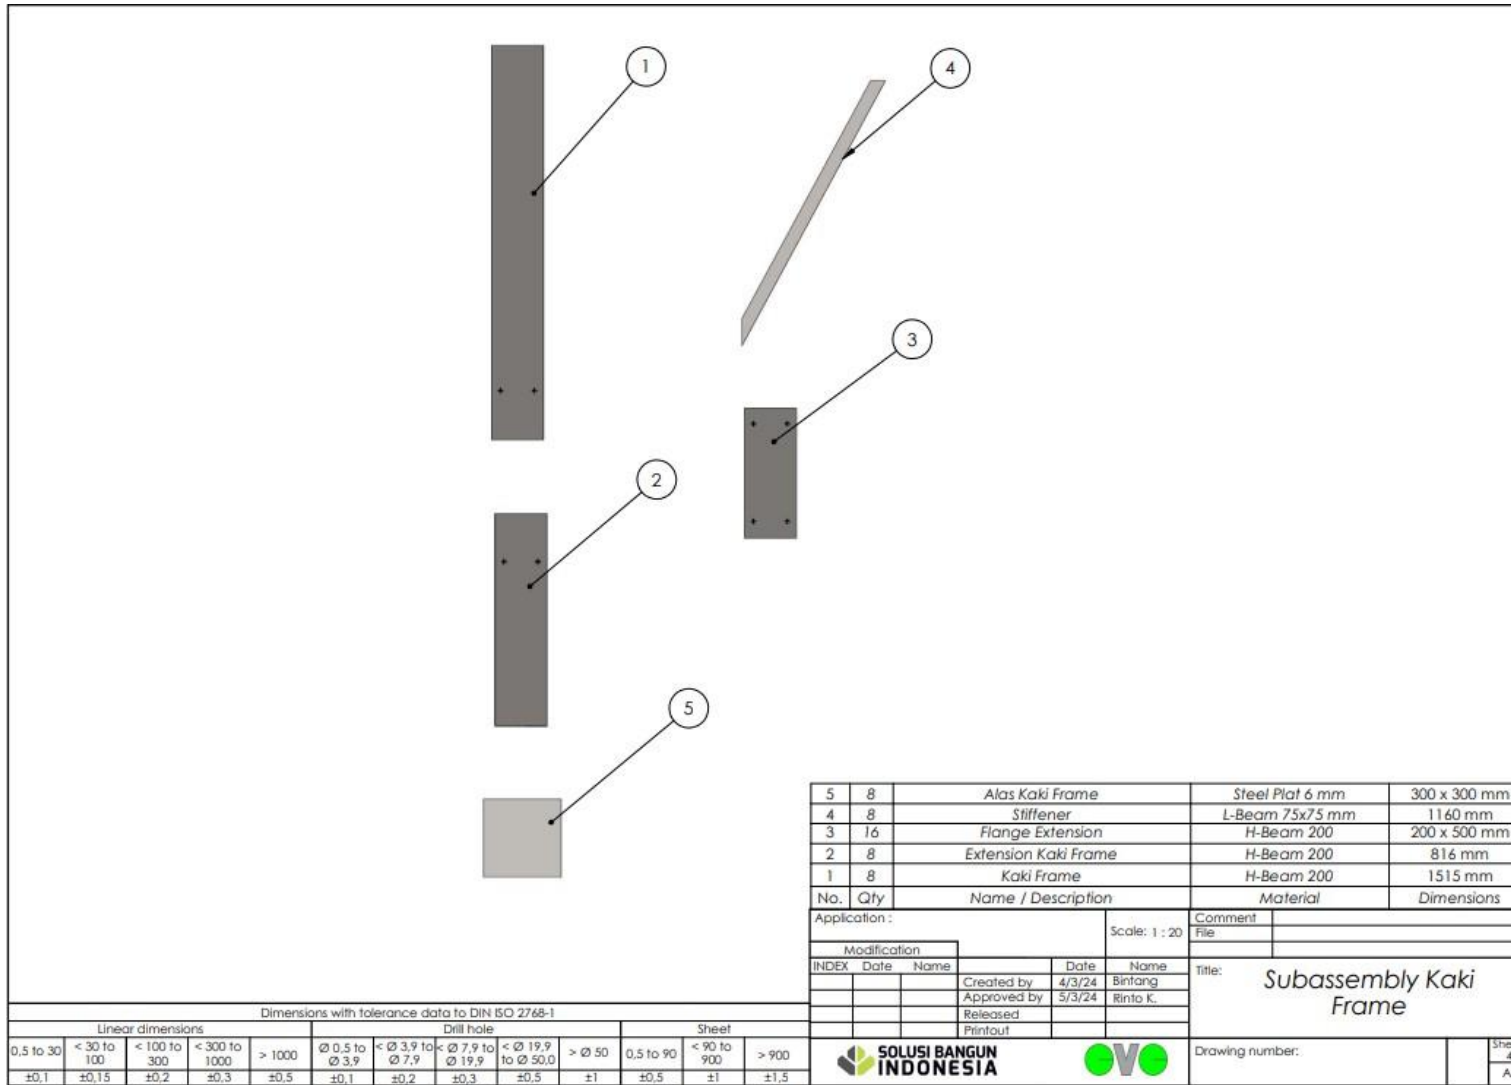 1
4
3
2
5
5 8 Alas Kaki Frame Steel Plat 6 mm 300 x 300 mm
4 8 Stiffener L-Beam 75x75 mm 1160 mm
3 16 Flange Extension H-Beam 200 200 x 500 mm
2 8 Extension Kaki Frame H-Beam 200 816 mm
1 8 Kaki Frame H-Beam 200 1515 mm
No. Qty Name / Description Material Dimensions
Application :
Scale: 1 : 20
Comment
File
Modification
INDEX Date Name Date Name
Created by 4/3/24 Bintang
Approved by 5/3/24 Rinto K.
Released
Printout
Title:
Subassembly Kaki
Frame
Dimensions with tolerance data to DIN ISO 2768-1
Linear dimensions Drill hole Sheet
0,5 to 30 < 30 to 100 < 100 to 300 < 300 to 1000 > 1000 Ø 0,5 to Ø 3,9 < Ø 3,9 to Ø 7,9 < Ø 7,9 to Ø 19,9 < Ø 19,9 to Ø 50,0 > Ø 50 0,5 to 90 < 90 to 900 > 900
±0,1 ±0,15 ±0,2 ±0,3 ±0,5 ±0,1 ±0,2 ±0,3 ±0,5 ±1 ±0,5 ±1 ±1,5
SOLUSI BANGUN
INDONESIA
GVG
Drawing number:
4
A